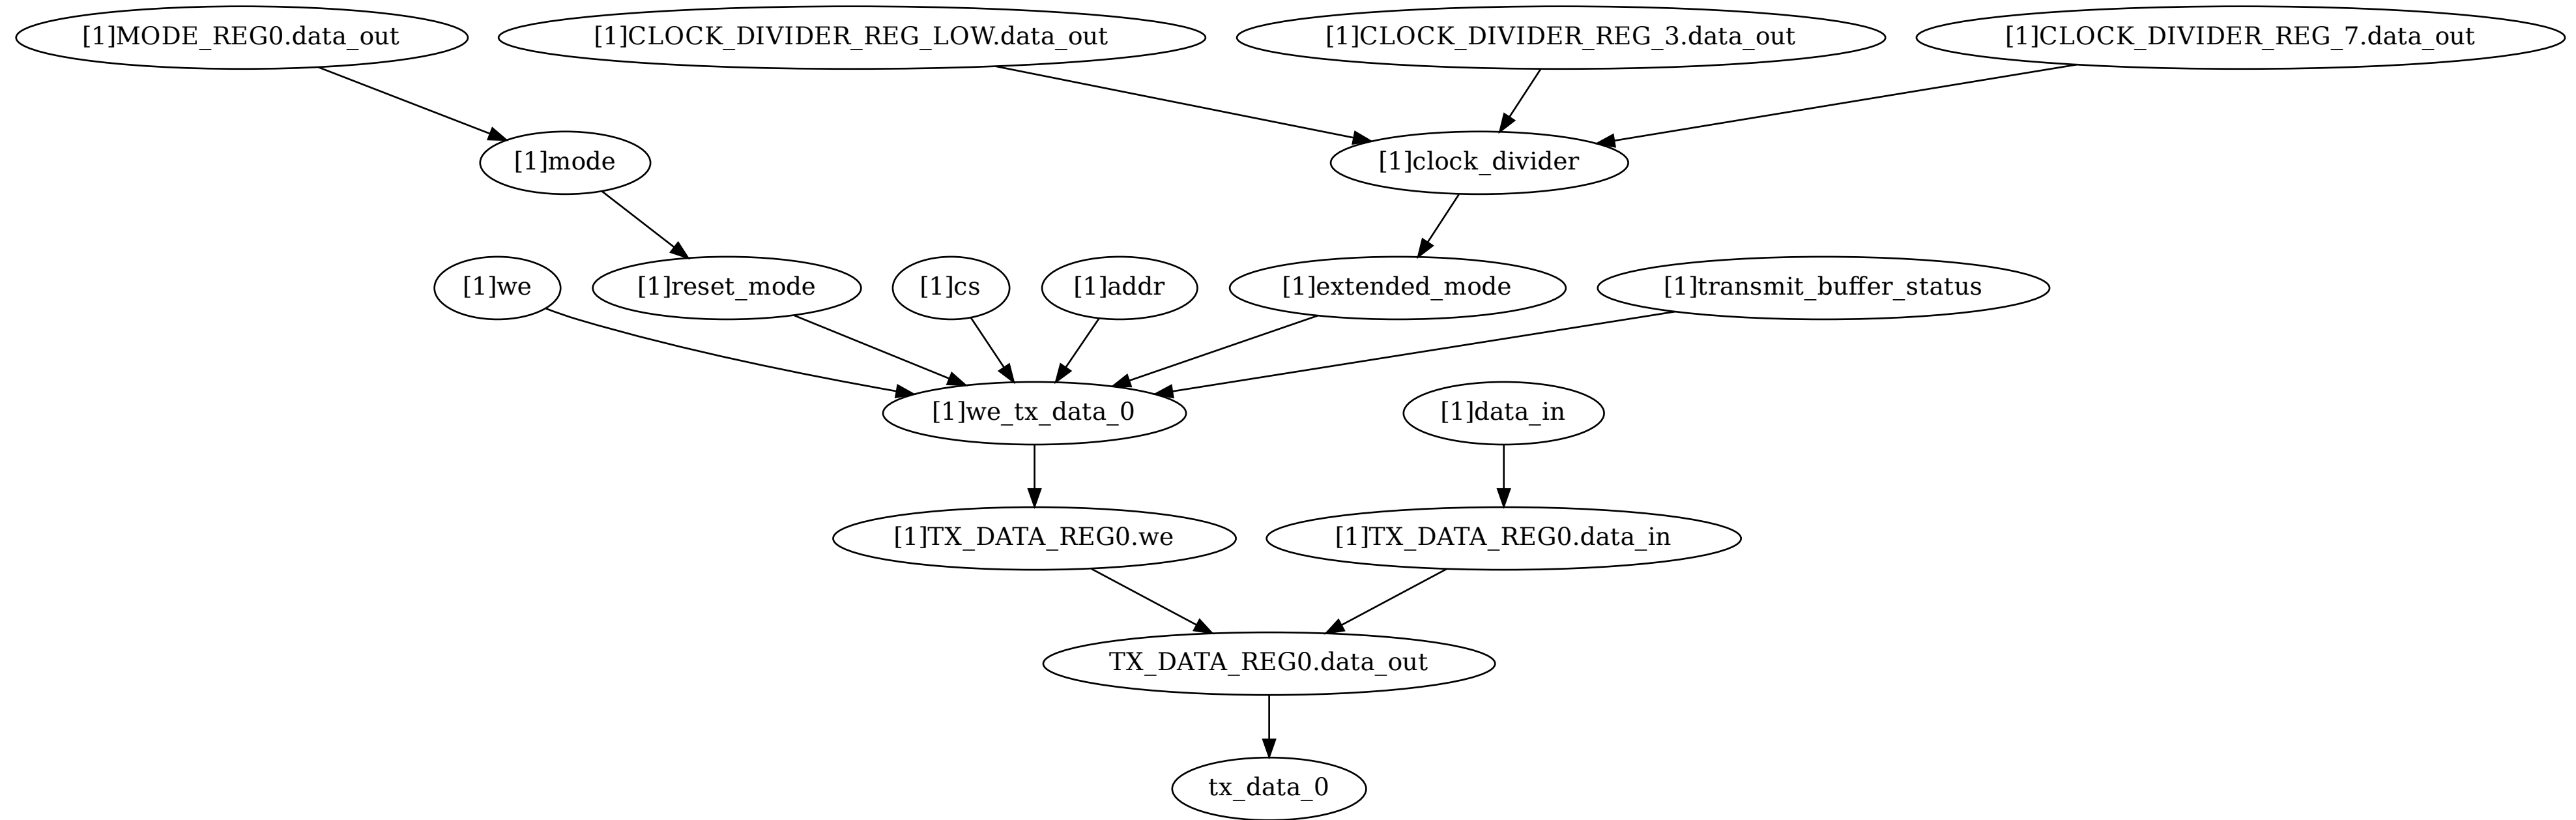 [1]MODE_REG0.data_out
[1]CLOCK_DIVIDER_REG_LOW.data_out
[1]CLOCK_DIVIDER_REG_3.data_out
[1]CLOCK_DIVIDER_REG_7.data_out
[1]mode
[1]clock_divider
[1]we
[1]reset_mode
[1]cs
[1]addr
[1]extended_mode
[1]transmit_buffer_status
[1]we_tx_data_0
[1]data_in
[1]TX_DATA_REG0.we
[1]TX_DATA_REG0.data_in
TX_DATA_REG0.data_out
tx_data_0